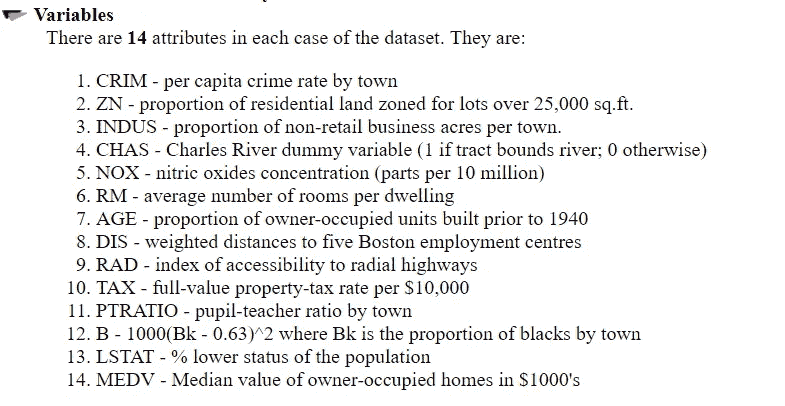 Variables
There are 14 attributes in each case of the dataset. They are:
1. CRIM - per capita crime rate by town
2. ZN - proportion of residential land zoned for lots over 25,000 sq.ft.
3. INDUS - proportion of non-retail business acres per town.
4. CHAS - Charles River dummy variable (1 if tract bounds river; 0 otherwise)
5. NOX - nitric oxides concentration (parts per 10 million)
6. RM - average number of rooms per dwelling
7. AGE - proportion of owner-occupied units built prior to 1940
8. DIS - weighted distances to five Boston employment centres
9. RAD - index of accessibility to radial highways
10. TAX - full-value property-tax rate per $10,000
11. PTRATIO - pupil-teacher ratio by town
12. B - 1000(Bk - 0.63)^2 where Bk is the proportion of blacks by town
13. LSTAT - % lower status of the population
14. MEDV - Median value of owner-occupied homes in $1000's